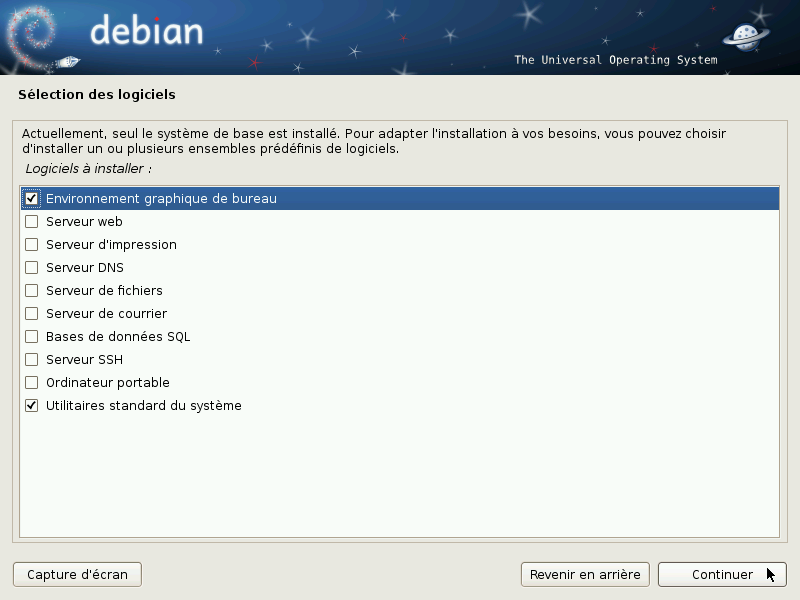 debian
The Universal Operating System
Sélection des logiciels
Actuellement, seul le système de base est installé. Pour adapter l'installation à vos besoins, vous pouvez choisir
d'installer un ou plusieurs ensembles prédéfinis de logiciels.
Logiciels à installer :
Environnement graphique de bureau
Serveur web
Serveur d'impression
Serveur DNS
Serveur de fichiers
Serveur de courrier
Bases de données SQL
Serveur SSH
Ordinateur portable
Utilitaires standard du système
Capture d'écran
Revenir en arrière
Continuer